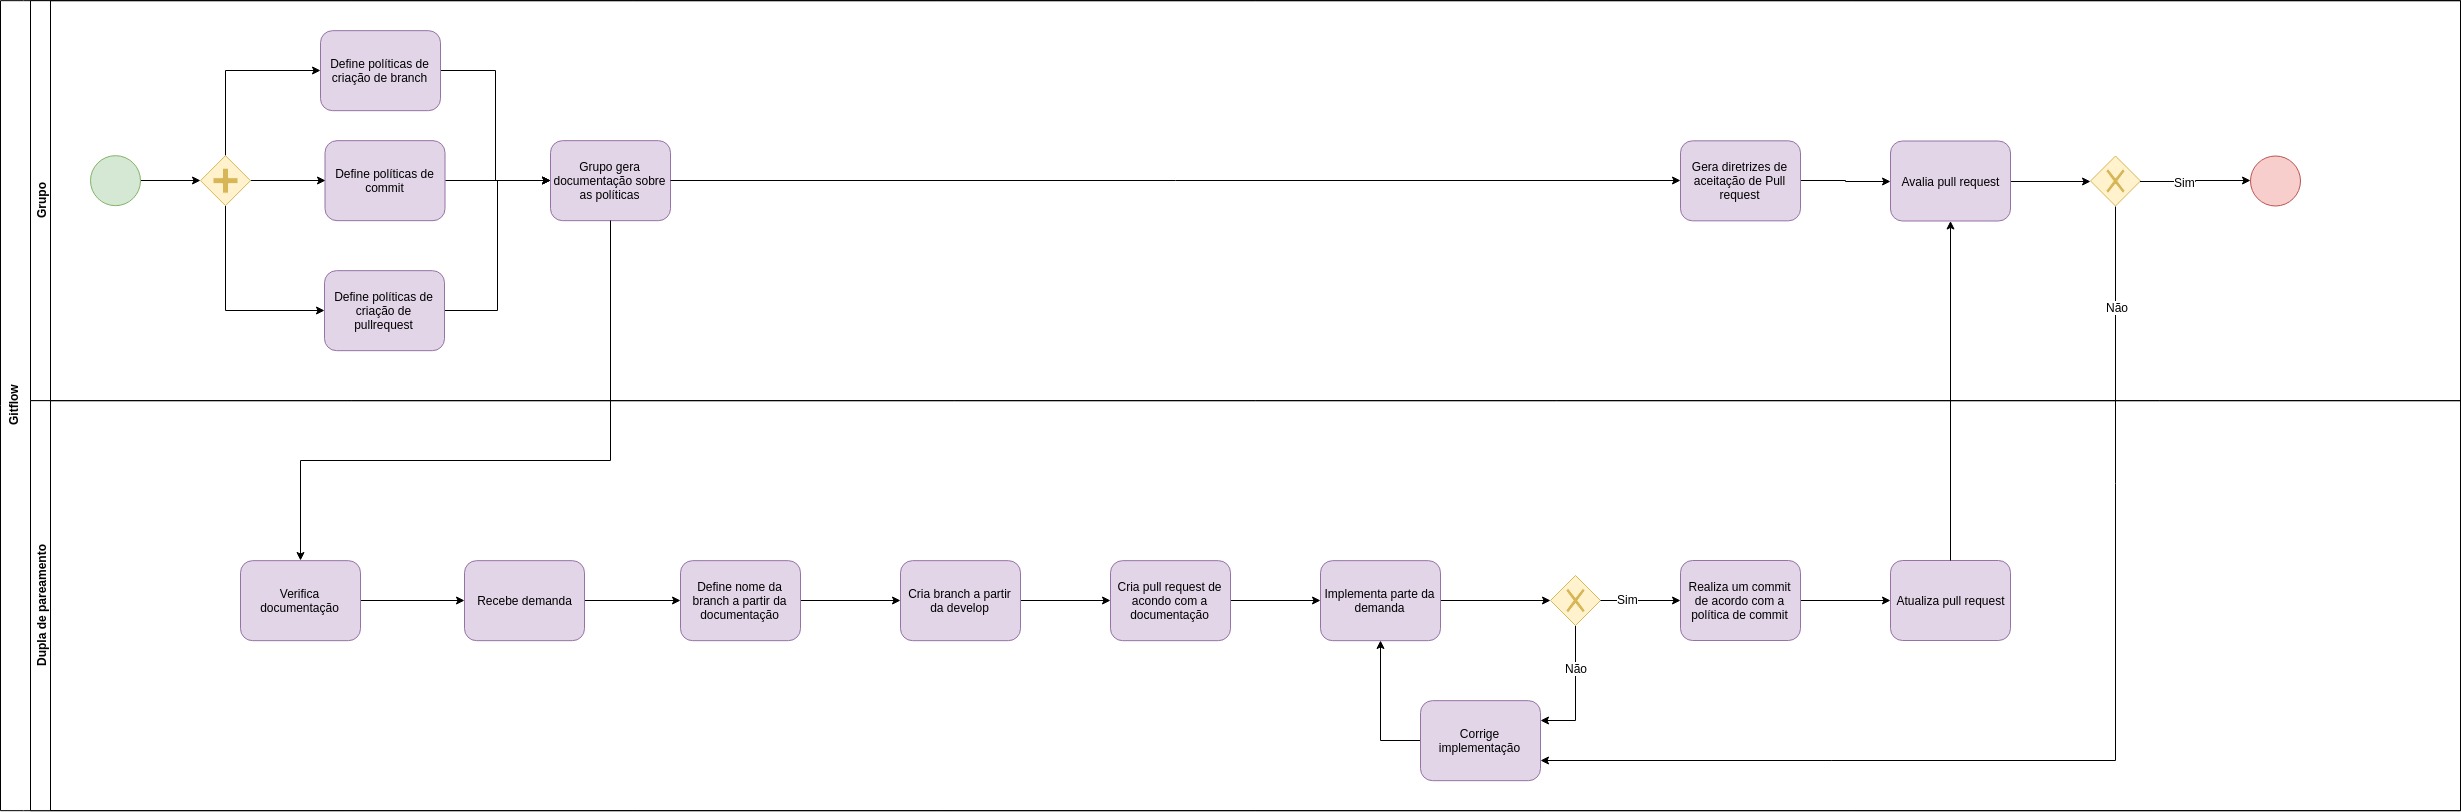 Gitflow
Grupo
Define políticas de
criação de branch
Define políticas de
commit
Define políticas de
criação de
pullrequest
Grupo gera
documentação sobre
as políticas
Gera diretrizes de
aceitação de Pull
request
Avalia pull request
Sim
Não
Dupla de pareamento
Verifica
documentação
Recebe demanda
Define nome da
branch a partir da
documentação
Cria branch a partir
da develop
Cria pull request de
acondo com a
documentação
Implementa parte da
demanda
Sim
Não
Realiza um commit
de acordo com a
política de commit
Atualiza pull request
Corrige
implementação